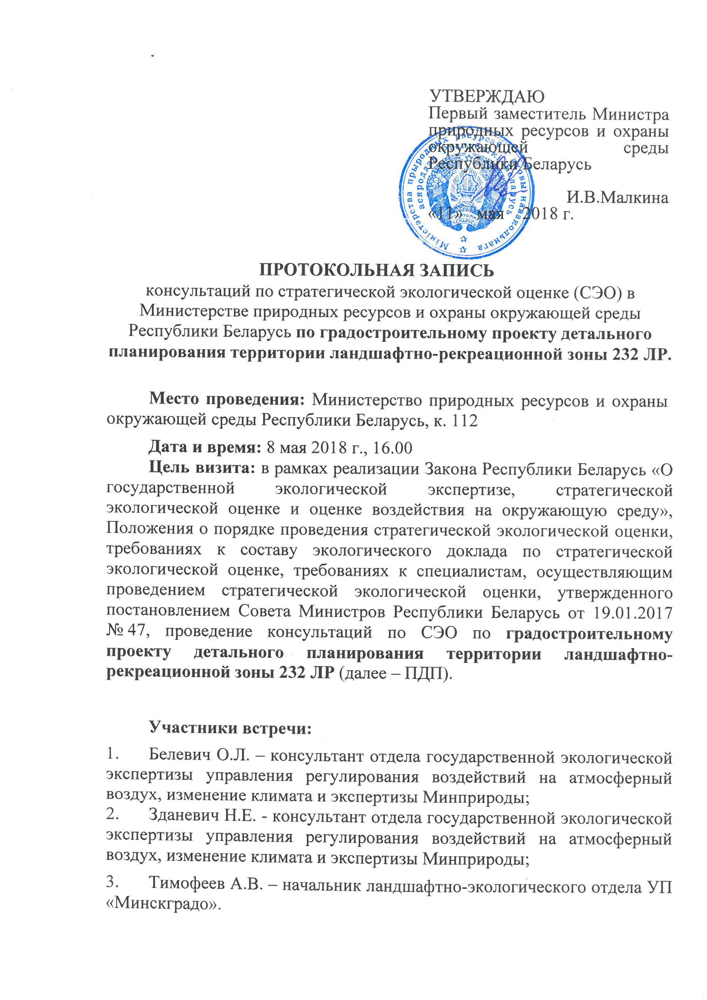 УТВЕРЖДАЮ
Первый заместитель Министра
природных ресурсов и охраны
окружающей среды
Республики Беларусь
И.В.Малкина
«11» мая 2018 г.
Міністэрства прыродных рэсурсаў і аховы навакольнага
асяроддзя Рэспублікі Беларусь
РЭСПУБЛІКА
БЕЛАРУСЬ
ПРОТОКОЛЬНАЯ ЗАПИСЬ
консультаций по стратегической экологической оценке (СЭО) в
Министерстве природных ресурсов и охраны окружающей среды
Республики Беларусь по градостроительному проекту детального
планирования территории ландшафтно-рекреационной зоны 232 ЛР.
Место проведения: Министерство природных ресурсов и охраны
окружающей среды Республики Беларусь, к. 112
Дата и время: 8 мая 2018 г., 16.00
Цель визита: в рамках реализации Закона Республики Беларусь «О
государственной экологической экспертизе, стратегической
экологической оценке и оценке воздействия на окружающую среду»,
Положения о порядке проведения стратегической экологической оценки,
требованиях к составу экологического доклада по стратегической
экологической оценке, требованиях к специалистам, осуществляющим
проведением стратегической экологической оценки, утвержденного
постановлением Совета Министров Республики Беларусь от 19.01.2017
№ 47, проведение консультаций по СЭО по градостроительному
проекту детального планирования территории ландшафтно-
рекреационной зоны 232 ЛР (далее – ПДП).
Участники встречи:
1. Белевич О.Л. – консультант отдела государственной экологической
экспертизы управления регулирования воздействий на атмосферный
воздух, изменение климата и экспертизы Минприроды;
2. Зданевич Н.Е. - консультант отдела государственной экологической
экспертизы управления регулирования воздействий на атмосферный
воздух, изменение климата и экспертизы Минприроды;
3. Тимофеев А.В. – начальник ландшафтно-экологического отдела УП
«Минскградо».